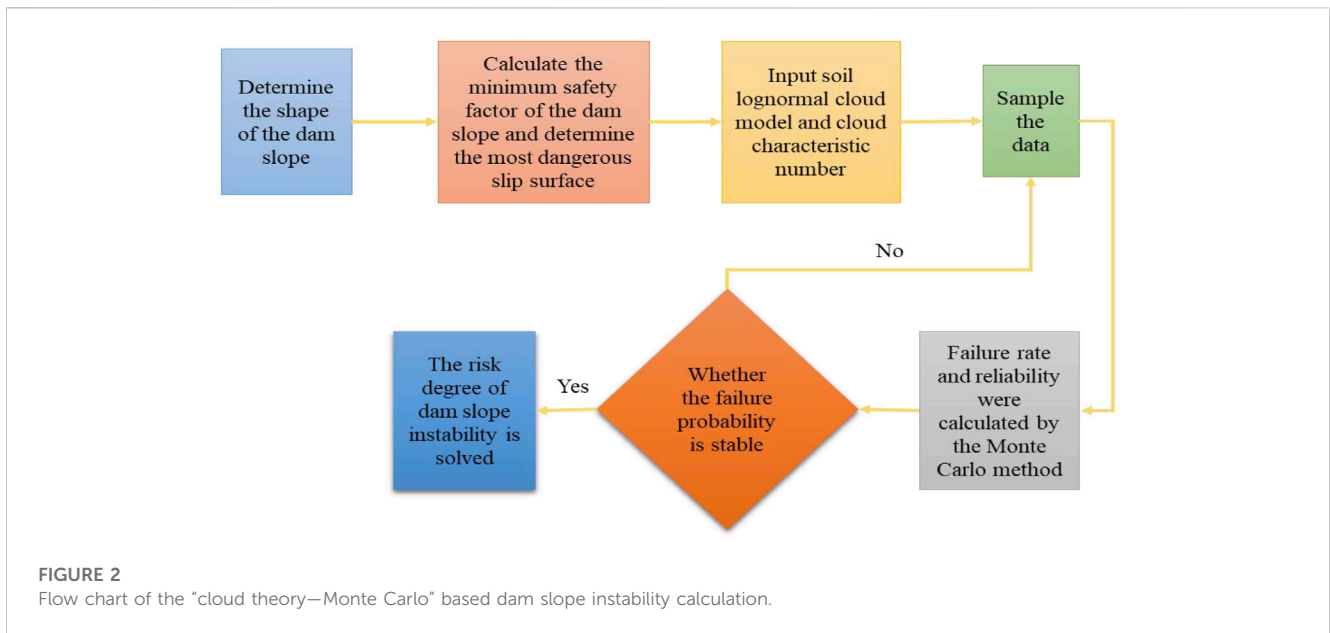 Determine
the shape
of the dam
slope
Calculate the
minimum safety
factor of the dam
slope and determine
the most dangerous
slip surface
Input soil
lognormal cloud
model and cloud
characteristic
number
Sample
the
data
No
The risk
degree of
dam slope
instability is
solved
Yes
Whether
the failure
probability
is stable
Failure rate
and reliability
were
calculated by
the Monte
Carlo method
FIGURE 2
Flow chart of the “cloud theory—Monte Carlo” based dam slope instability calculation.